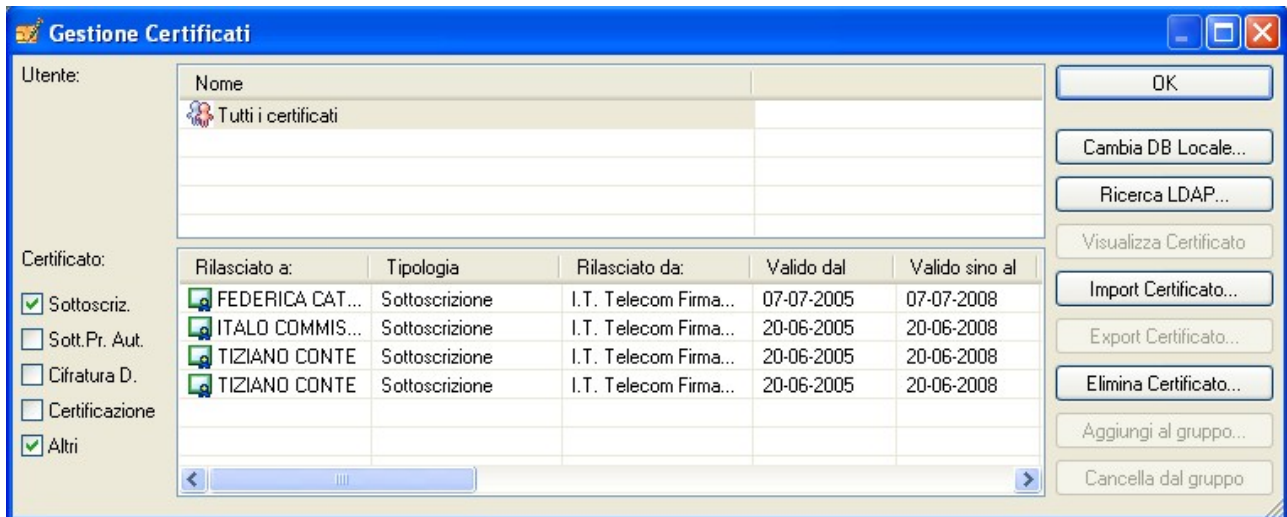 Gestione Certificati
Utente:
Nome
Tutti i certificati
OK
Cambia DB Locale...
Ricerca LDAP...
Visualizza Certificato
Import Certificato...
Export Certificato...
Elimina Certificato...
Aggiungi al gruppo...
Cancella dal gruppo
Certificato:
Sottoscriz.
Sott.Pr. Aut.
Cifratura D.
Certificazione
Altri
Rilasciato a: Tipologia Rilasciato da: Valido dal Valido sino al
FEDERICA CAT... Sottoscrizione I.T. Telecom Firma... 07-07-2005 07-07-2008
ITALO COMMIS... Sottoscrizione I.T. Telecom Firma... 20-06-2005 20-06-2008
TIZIANO CONTE Sottoscrizione I.T. Telecom Firma... 20-06-2005 20-06-2008
TIZIANO CONTE Sottoscrizione I.T. Telecom Firma... 20-06-2005 20-06-2008